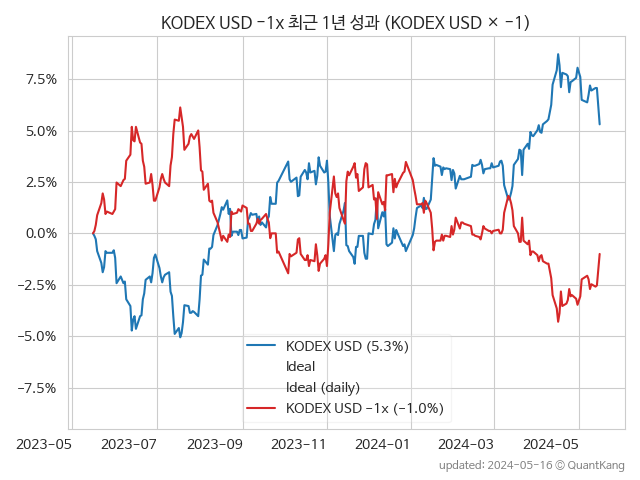 KODEX USD -1x 최근 1년 성과 (KODEX USD × -1)
7.5%
5.0%
2.5%
0.0%
-2.5%
-5.0%
-7.5%
KODEX USD (5.3%)
Ideal
Ideal (daily)
KODEX USD -1x (-1.0%)
2023-05 2023-07 2023-09 2023-11 2024-01 2024-03 2024-05
updated: 2024-05-16 © QuantKang